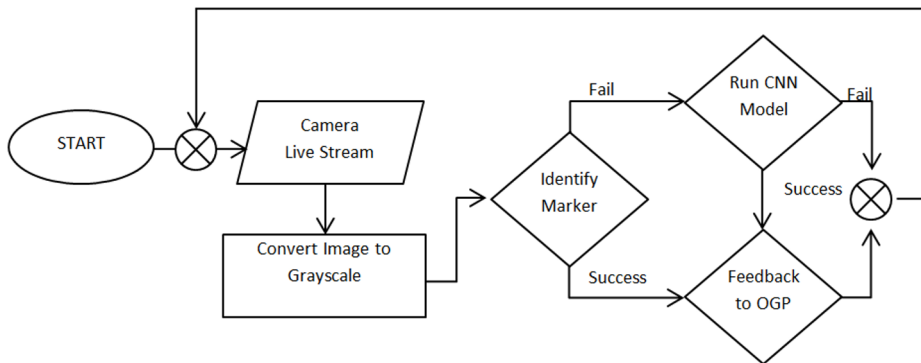 START
Camera
Live Stream
Convert Image to
Grayscale
Identify
Marker
Fail
Success
Run CNN
Model
Fail
Success
Feedback
to OGP